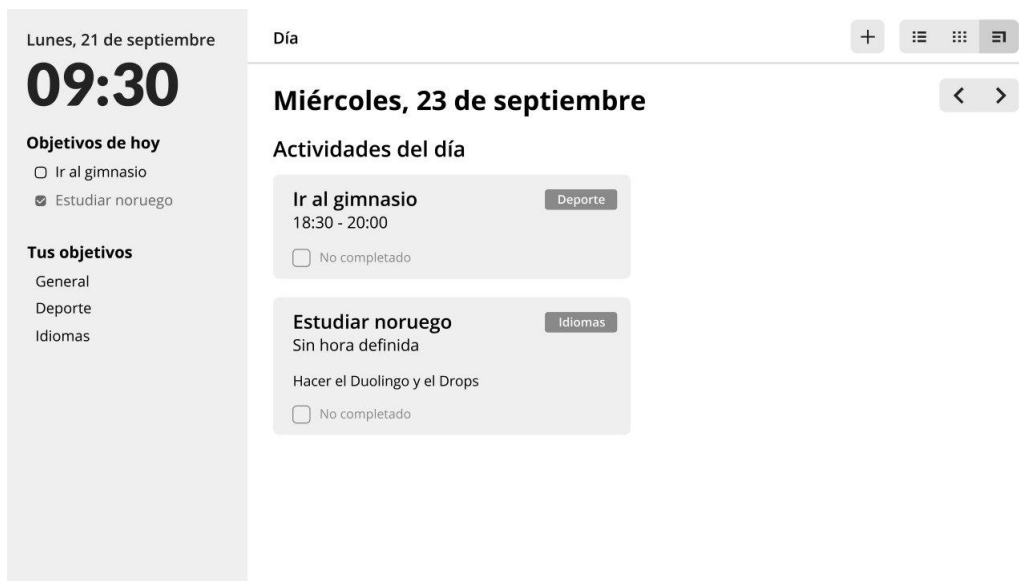 Lunes, 21 de septiembre
09:30
Objetivos de hoy
Ir al gimnasio
Estudiar noruego
Tus objetivos
General
Deporte
Idiomas
Día
Miércoles, 23 de septiembre
Actividades del día
Ir al gimnasio
Deporte
18:30 - 20:00
No completado
Estudiar noruego
Idiomas
Sin hora definida
Hacer el Duolingo y el Drops
No completado